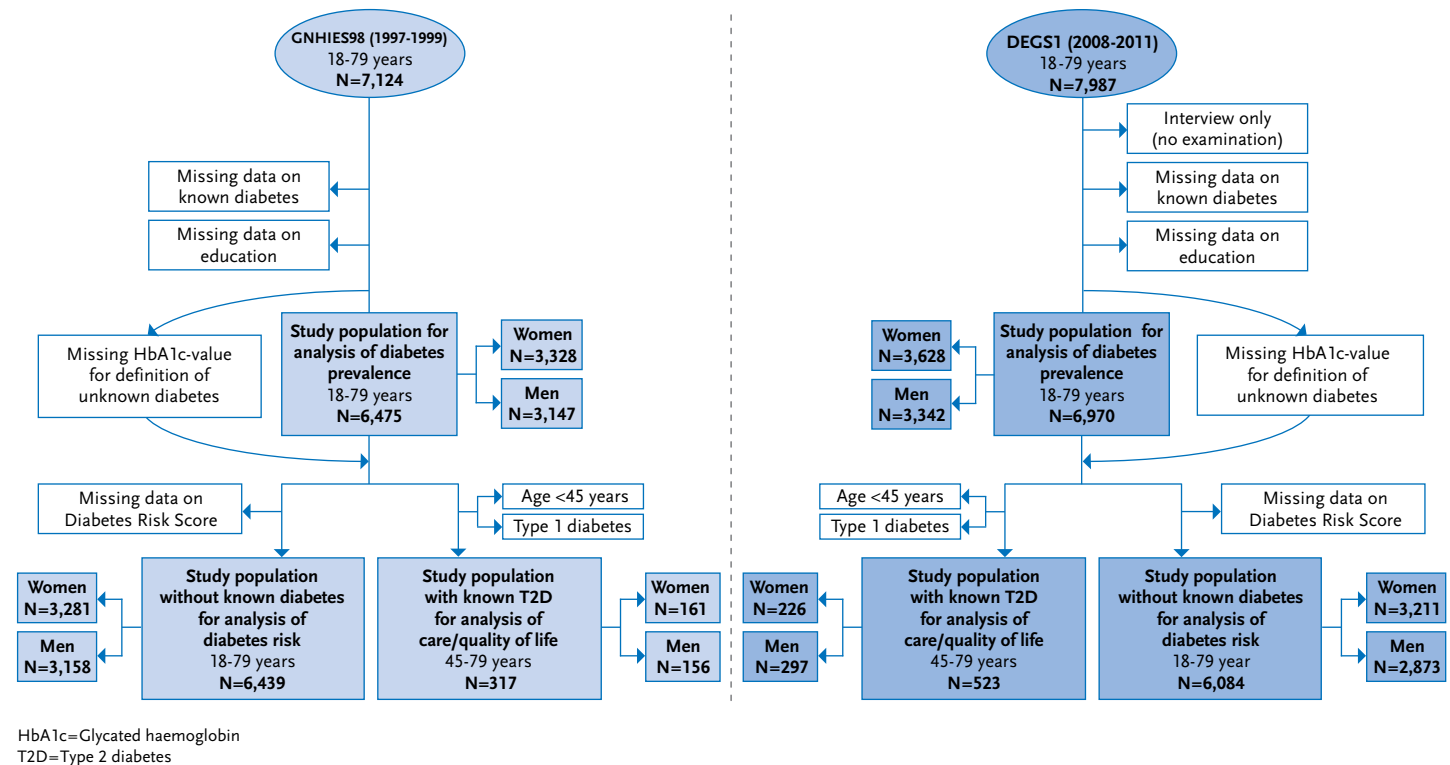 GNHIES98 (1997-1999)
18-79 years
N=7,124
Missing data on
known diabetes
Missing data on
education
Missing HbA1c-value
for definition of
unknown diabetes
Study population for
analysis of diabetes
prevalence
18-79 years
N=6,475
Women
N=3,328
Men
N=3,147
Missing data on
Diabetes Risk Score
Age <45 years
Type 1 diabetes
Women
N=3,281
Men
N=3,158
Study population
without known diabetes
for analysis of
diabetes risk
18-79 years
N=6,439
Study population
with known T2D
for analysis of
care/quality of life
45-79 years
N=317
Women
N=161
Men
N=156
DEGS1 (2008-2011)
18-79 years
N=7,987
Interview only
(no examination)
Missing data on
known diabetes
Missing data on
education
Women
N=3,628
Men
N=3,342
Study population for
analysis of diabetes
prevalence
18-79 years
N=6,970
Missing HbA1c-value
for definition of
unknown diabetes
Age <45 years
Type 1 diabetes
Missing data on
Diabetes Risk Score
Women
N=226
Men
N=297
Study population
with known T2D
for analysis of
care/quality of life
45-79 years
N=523
Study population
without known diabetes
for analysis of
diabetes risk
18-79 year
N=6,084
Women
N=3,211
Men
N=2,873
HbA1c=Glycated haemoglobin
T2D=Type 2 diabetes